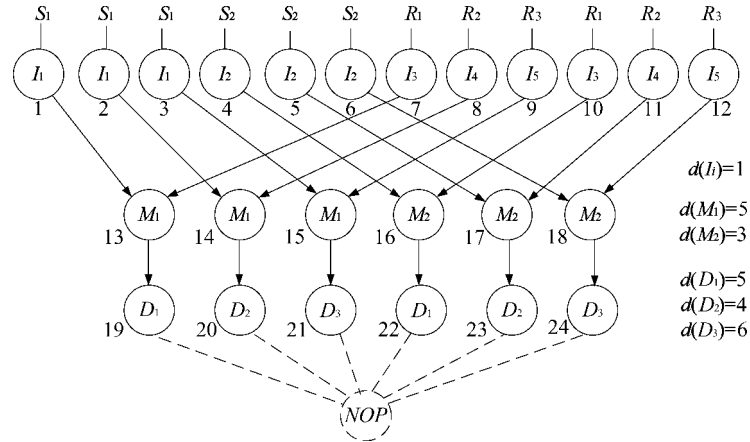 S1 S1 S1 S2 S2 S2 R1 R2 R3 R1 R2 R3
I1 I1 I1 I2 I2 I2 I3 I4 I5 I3 I4 I5
1 2 3 4 5 6 7 8 9 10 11 12
d(Ii)=1
M1 M1 M1 M2 M2 M2
d(M1)=5
13 14 15 16 17 18
d(M2)=3
d(D1)=5
D1 D2 D3 D1 D2 D3
d(D2)=4
19 20 21 22 23 24
d(D3)=6
NOP